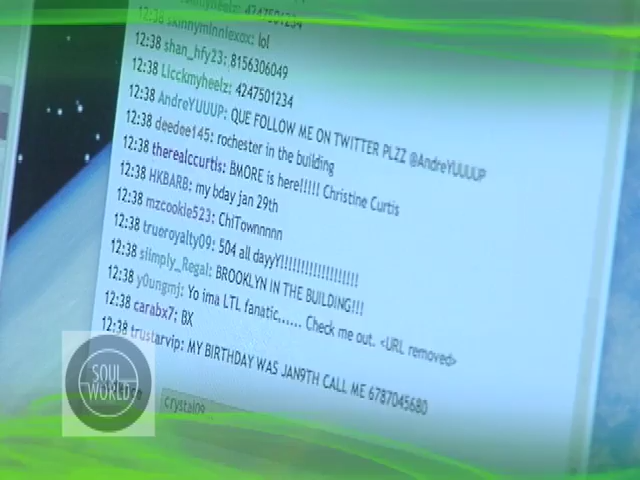 4247501234
12:38 skinnyminniexox: lol
12:38 shan_hfy23: 8156306049
12:38 Licckmyheelz: 4247501234
12:38 AndreYUUUP: QUE FOLLOW ME ON TWITTER PLZZ @AndreYUUUP
12:38 deedee145: rochester in the building
12:38 therealccurtis: BMORE is here!!!!! Christine Curtis
12:38 HKBARB: my bday jan 29th
12:38 mzcookie523: ChiTownnnnn
12:38 trueroyalty09: 504 all dayyY!!!!!!!!!!!!!!!!!!!
12:38 siimply_Regal: BROOKLYN IN THE BUILDING!!!
12:38 y0ungmj: Yo ima LTL fanatic...... Check me out. <URL removed>
12:38 carabx7: BX
12:38 trustarvip: MY BIRTHDAY WAS JAN9TH CALL ME 6787045680
crystal09
SOUL
WORLD